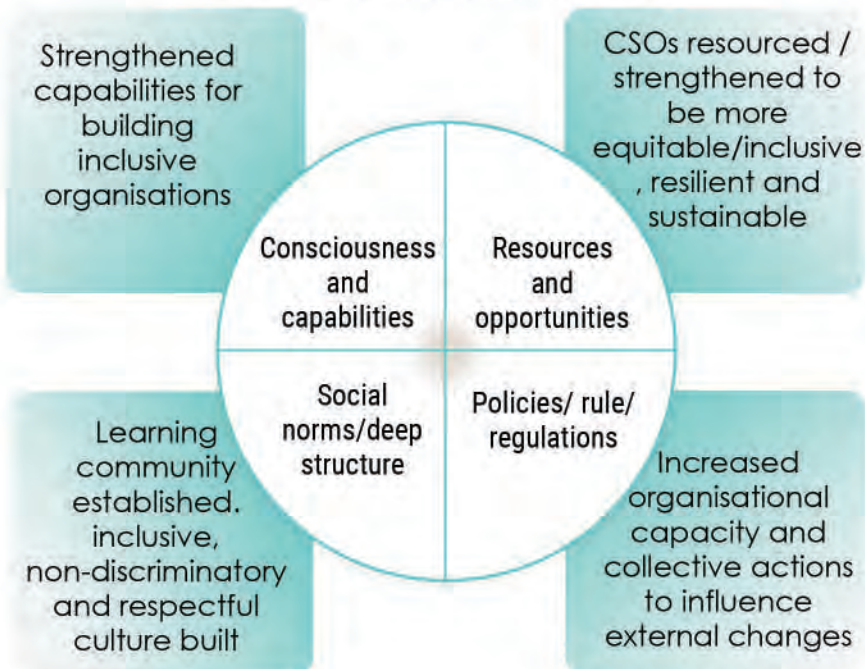 Strengthened
capabilities for
building
inclusive
organisations
CSOs resourced /
strengthened to
be more
equitable/inclusive
, resilient and
sustainable
Consciousness
and
capabilities
Resources
and
opportunities
Social
norms/deep
structure
Policies/ rule/
regulations
Learning
community
established.
inclusive,
non-discriminatory
and respectful
culture built
Increased
organisational
capacity and
collective actions
to influence
external changes